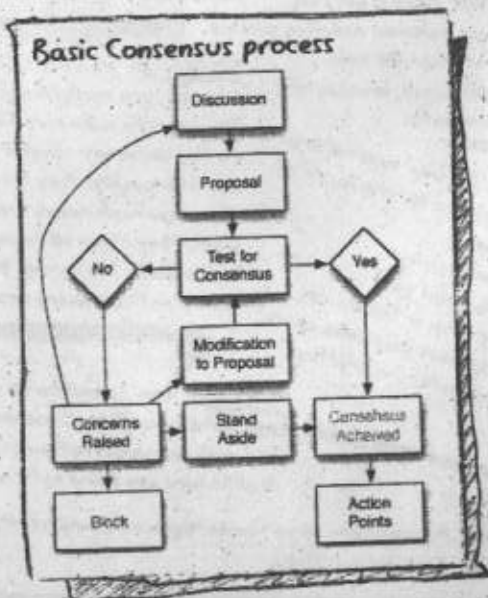 Basic Consensus process
Discussion
Proposal
No
Test for
Consensus
Yes
Modification
to Proposal
Concerns
Raised
Stand
Aside
Consensus
Achieved
Block
Action
Points